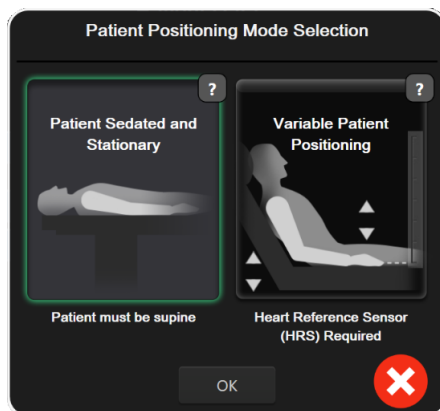 Patient Positioning Mode Selection
?
Patient Sedated and
Stationary
?
Variable Patient
Positioning
Patient must be supine
Heart Reference Sensor
(HRS) Required
OK